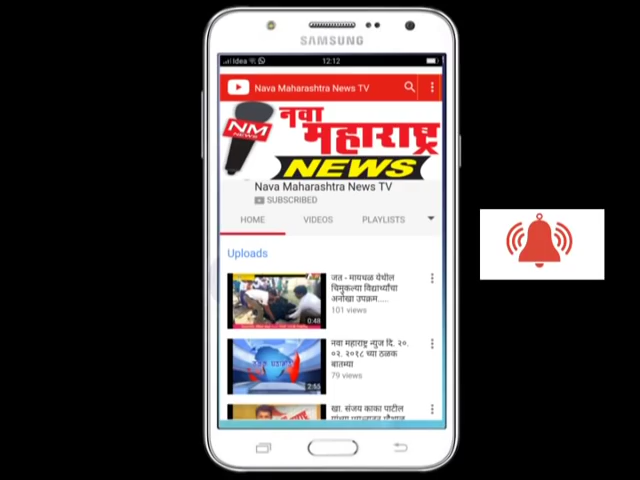 SAMSUNG
Idea
12:12
Nava Maharashtra News TV
नवा
NM
NEWS
महाराष्ट्र
NEWS
Nava Maharashtra News TV
SUBSCRIBED
HOME VIDEOS PLAYLISTS
Uploads
जत - मायथळ येथील
चिमुकल्या विद्यार्थ्यांचा
अनोखा उपक्रम.....
101 views
0:48
नवा महाराष्ट्र न्युज दि. २०.
०२. २०१८ च्या ठळक
बातम्या
79 views
2:55
खा. संजय काका पाटील